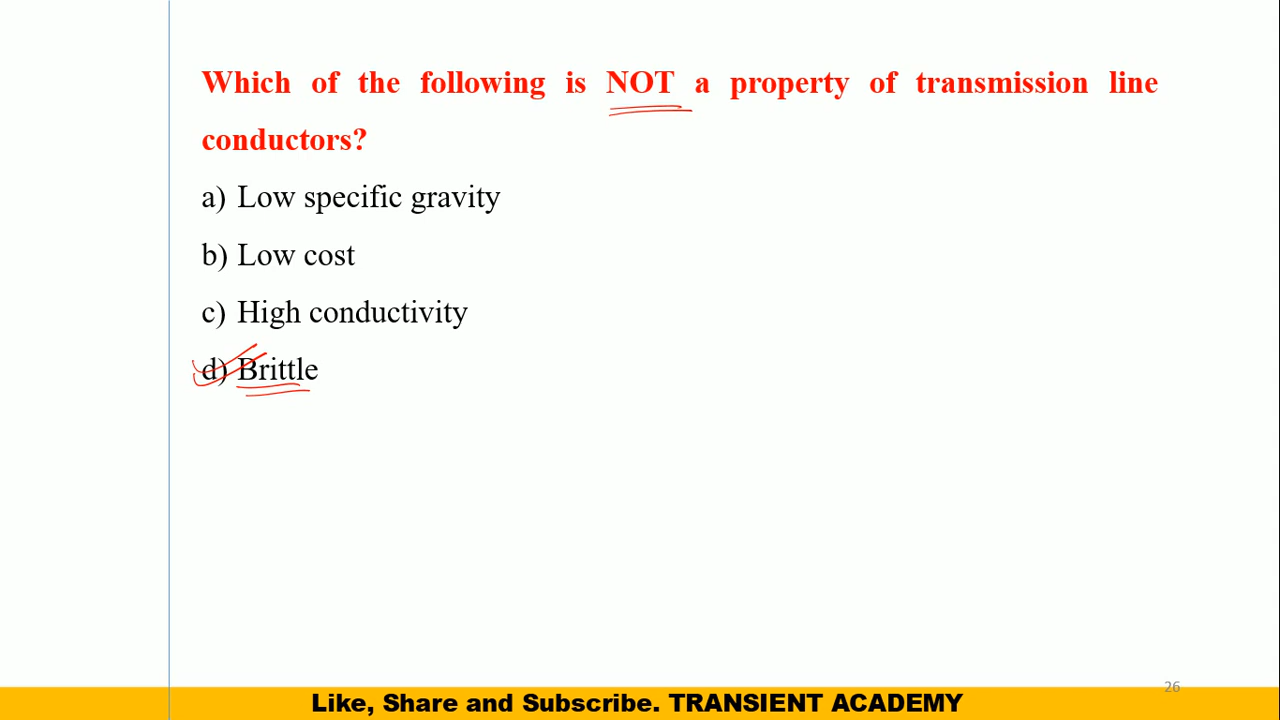 Which of the following is NOT a property of transmission line
conductors?
a) Low specific gravity
b) Low cost
c) High conductivity
d) Brittle
26
Like, Share and Subscribe. TRANSIENT ACADEMY